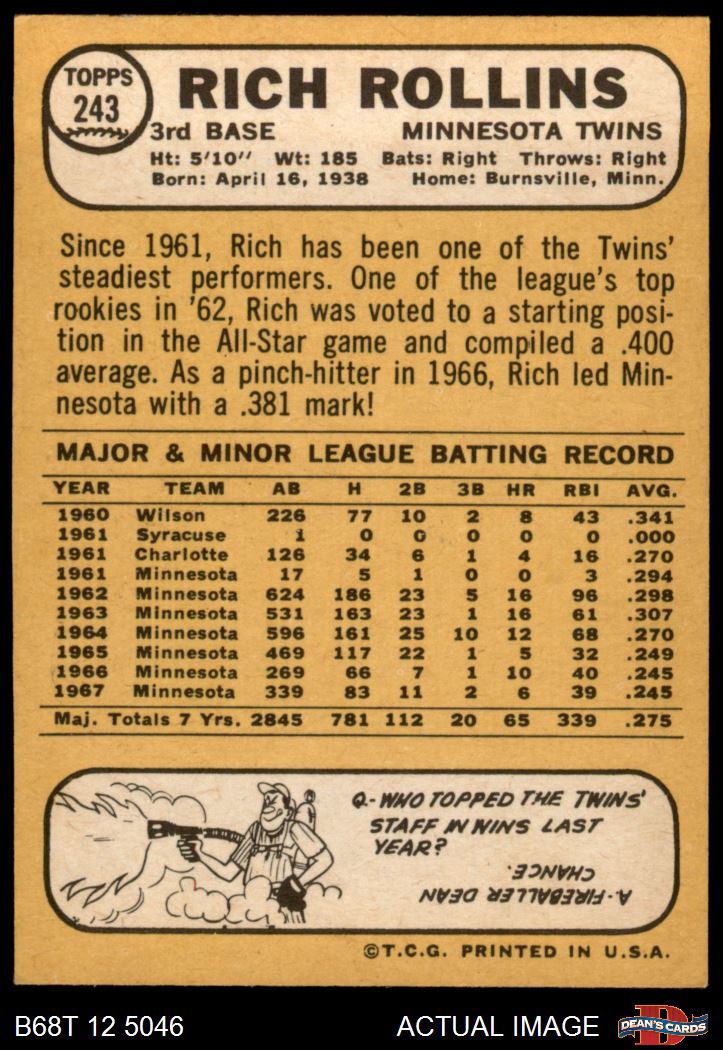 TOPPS
243
RICH ROLLINS
3rd BASE MINNESOTA TWINS
Ht: 5'10'' Wt: 185 Bats: Right Throws: Right
Born: April 16, 1938 Home: Burnsville, Minn.
Since 1961, Rich has been one of the Twins'
steadiest performers. One of the league's top
rookies in '62, Rich was voted to a starting posi-
tion in the All-Star game and compiled a .400
average. As a pinch-hitter in 1966, Rich led Min-
nesota with a .381 mark!
MAJOR & MINOR LEAGUE BATTING RECORD
YEAR TEAM AB H 2B 3B HR RBI AVG.
1960 Wilson 226 77 10 2 8 43 .341
1961 Syracuse 1 0 0 0 0 0 .000
1961 Charlotte 126 34 6 1 4 16 .270
1961 Minnesota 17 5 1 0 0 3 .294
1962 Minnesota 624 186 23 5 16 96 .298
1963 Minnesota 531 163 23 1 16 61 .307
1964 Minnesota 596 161 25 10 12 68 .270
1965 Minnesota 469 117 22 1 5 32 .249
1966 Minnesota 269 66 7 1 10 40 .245
1967 Minnesota 339 83 11 2 6 39 .245
Maj. Totals 7 Yrs. 2845 781 112 20 65 339 .275
Q.- WHO TOPPED THE TWINS'
STAFF IN WINS LAST
YEAR?
A.- FIREBALLER DEAN
CHANCE.
©T.C.G. PRINTED IN U.S.A.
B68T 12 5046 ACTUAL IMAGE
D
DEAN'S CARDS